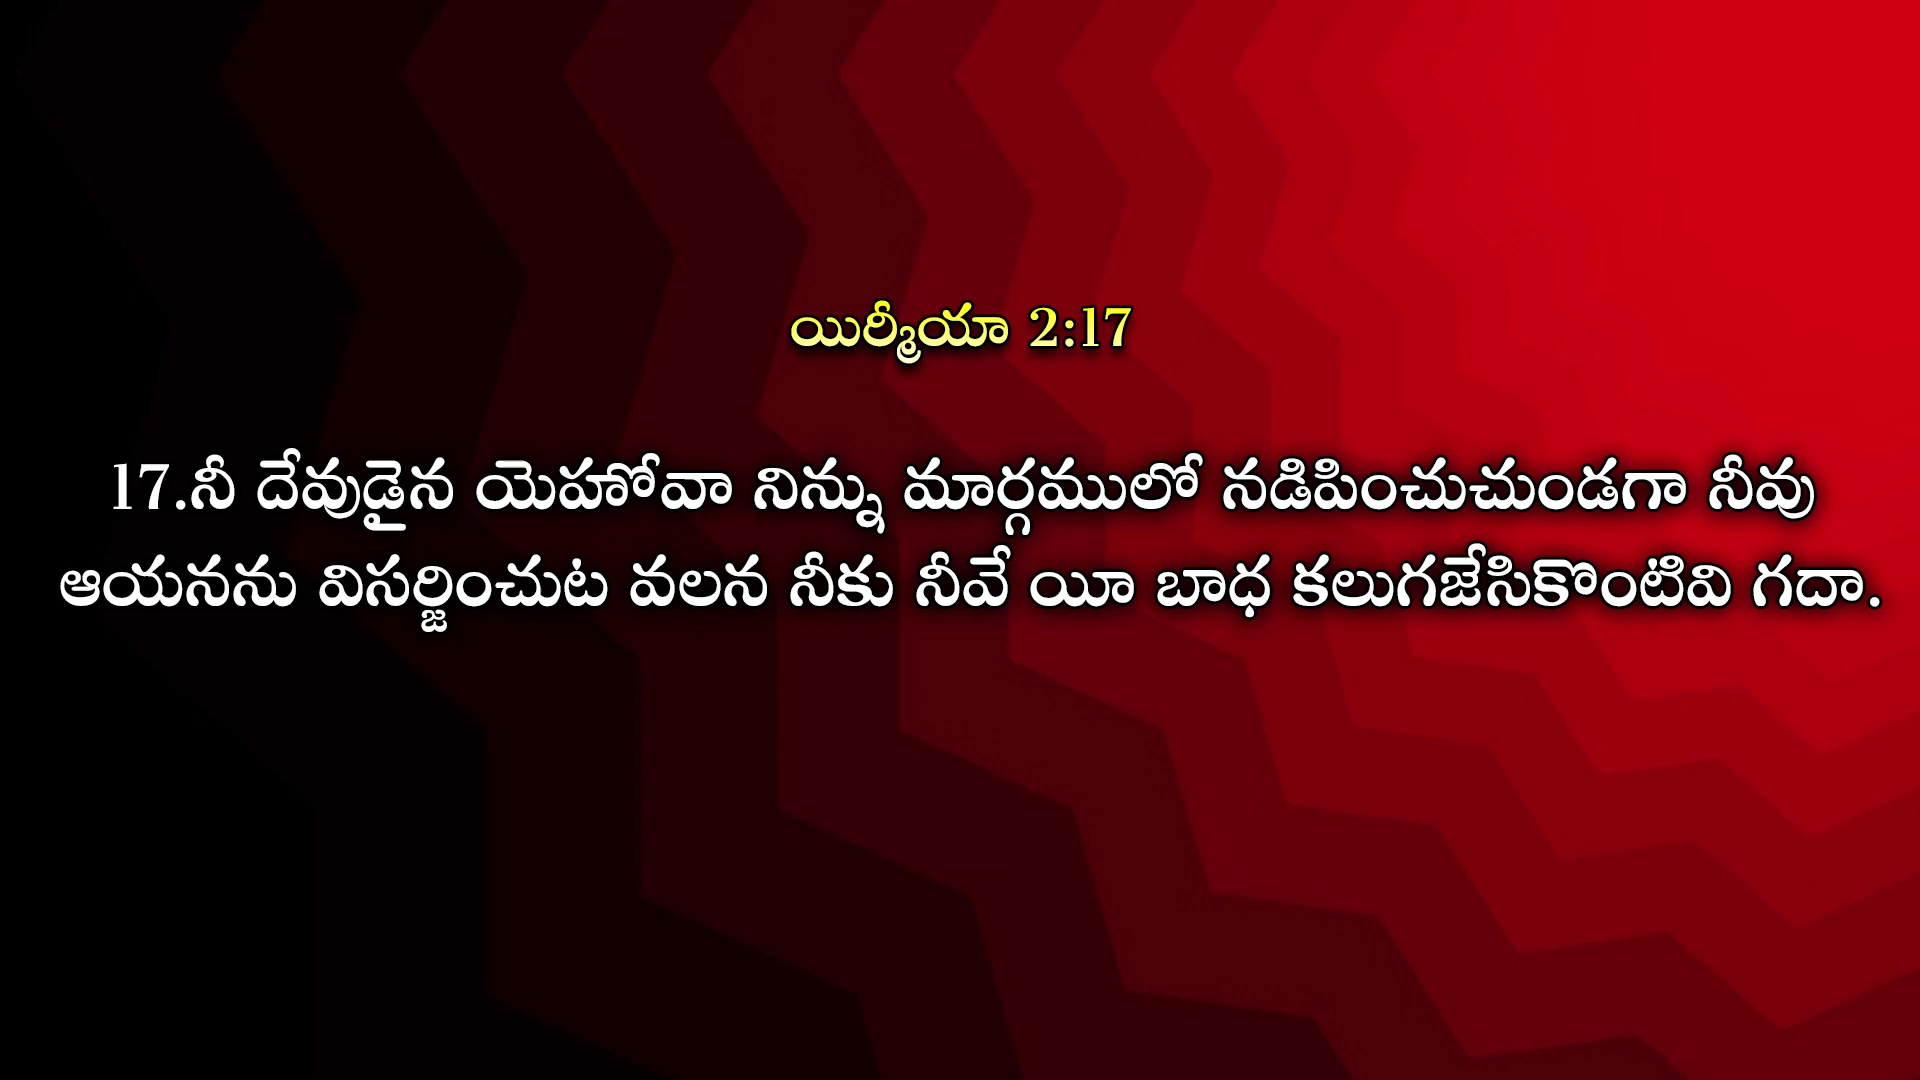 యిర్మీయా 2:17
17.నీ దేవుడైన యెహోవా నిన్ను మార్గములో నడిపించుచుండగా నీవు
ఆయనను విసర్జించుట వలన నీకు నీవే యీ బాధ కలుగజేసికొంటివి గదా.